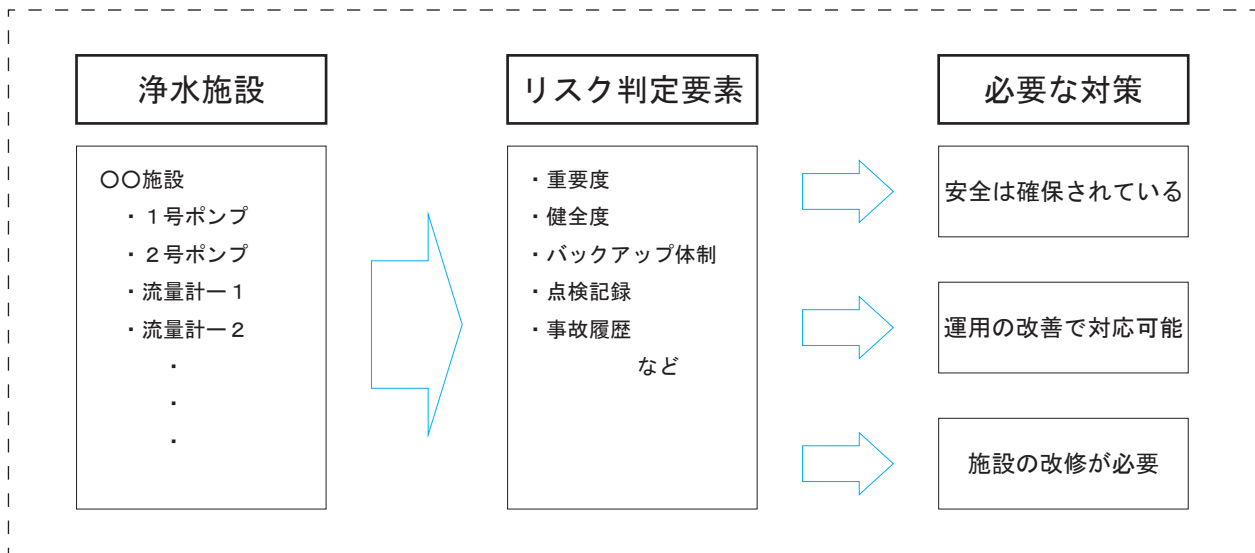 浄水施設
〇〇施設
・１号ポンプ
・２号ポンプ
・流量計ー１
・流量計ー２
・
・
・
リスク判定要素
・重要度
・健全度
・バックアップ体制
・点検記録
・事故履歴
など
必要な対策
安全は確保されている
運用の改善で対応可能
施設の改修が必要